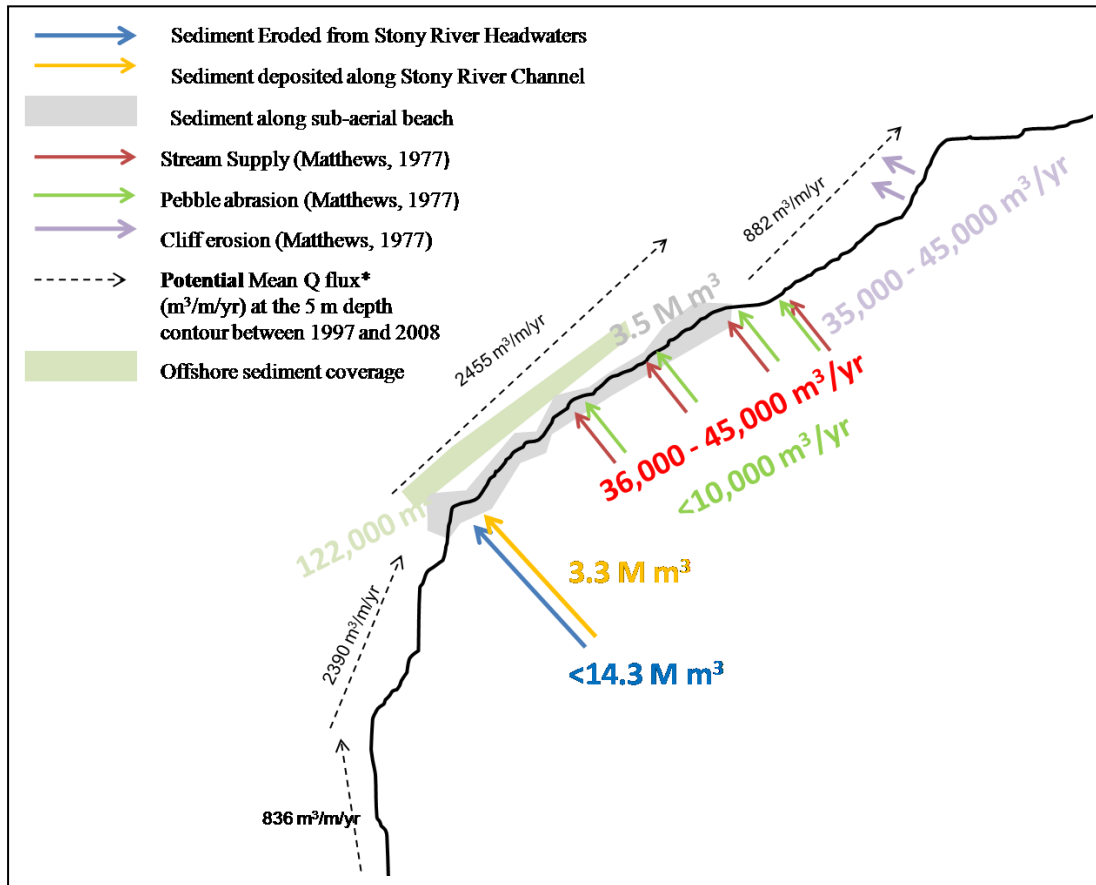 Sediment Eroded from Stony River Headwaters
Sediment deposited along Stony River Channel
Sediment along sub-aerial beach
Stream Supply (Matthews, 1977)
Pebble abrasion (Matthews, 1977)
Cliff erosion (Matthews, 1977)
Potential Mean Q flux*
(m³/m/yr) at the 5 m depth
contour between 1997 and 2008
Offshore sediment coverage
882 m³/m/yr
35,000 - 45,000 m³/yr
2455 m³/m/yr
3.5 M m³
36,000 - 45,000 m³/yr
<10,000 m³/yr
122,000 m
3.3 M m³
<14.3 M m³
2390 m³/m/yr
836 m³/m/yr